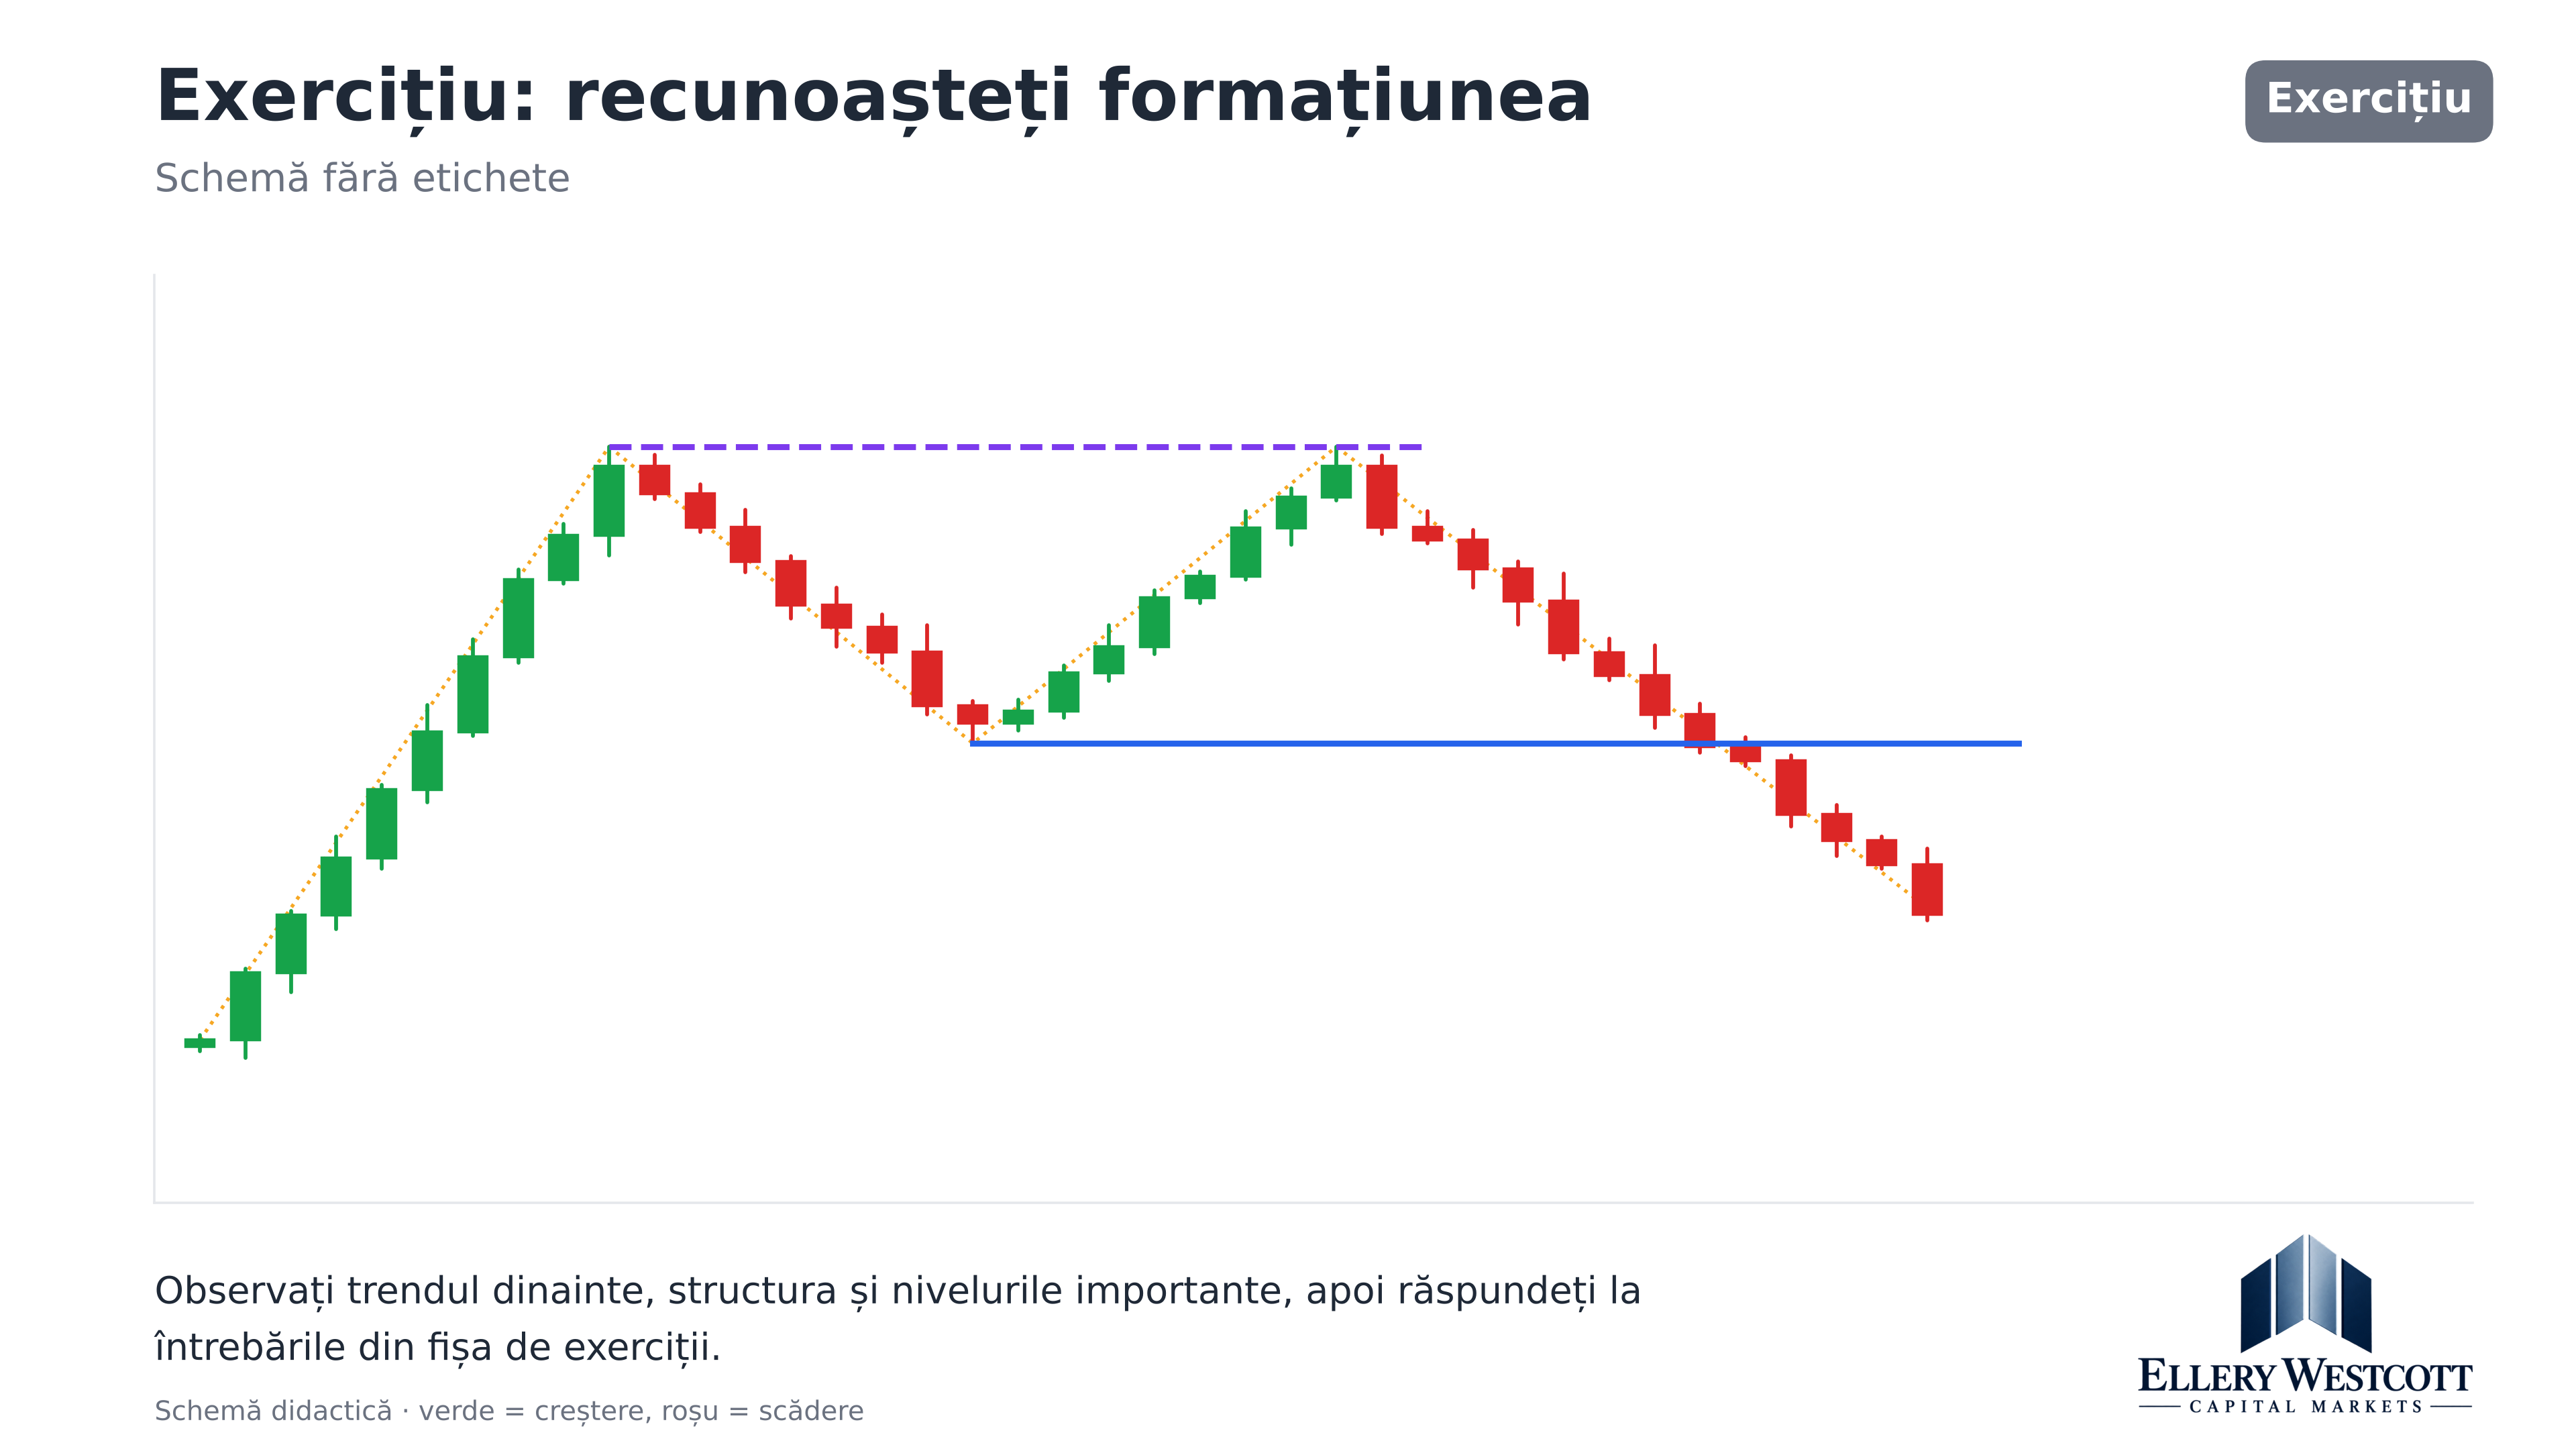 Exercițiu: recunoașteți formațiunea
Exercițiu
Schemă fără etichete
Observați trendul dinainte, structura și nivelurile importante, apoi răspundeți la
întrebările din fișa de exerciții.
Schemă didactică · verde = creștere, roșu = scădere
ELLERY WESTCOTT
CAPITAL MARKETS